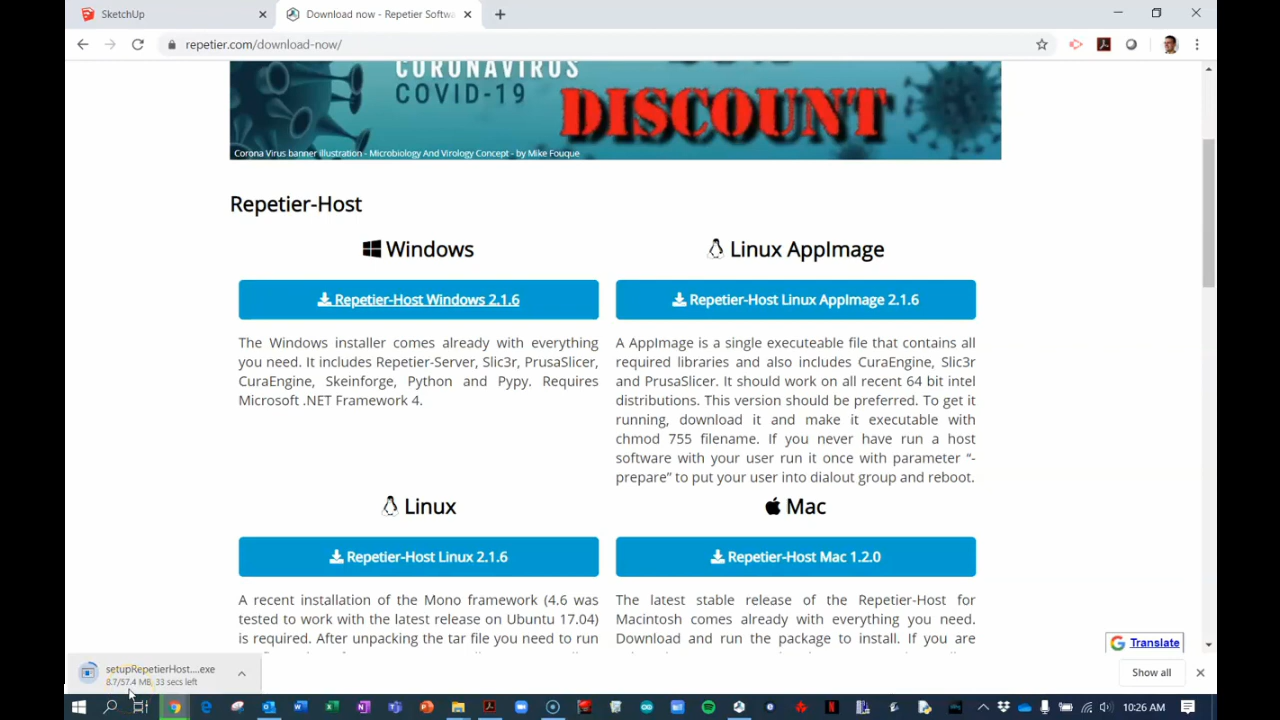 SketchUp
Download now - Repetier Softwa
repetier.com/download-now/
CORONAVIRUS
COVID-19
DISCOUNT
Corona Virus banner illustration - Microbiology And Virology Concept - by Mike Fouque
Repetier-Host
Windows
Repetier-Host Windows 2.1.6
The Windows installer comes already with everything
you need. It includes Repetier-Server, Slic3r, PrusaSlicer,
CuraEngine, Skeinforge, Python and Pypy. Requires
Microsoft .NET Framework 4.
Linux AppImage
Repetier-Host Linux AppImage 2.1.6
A AppImage is a single executeable file that contains all
required libraries and also includes CuraEngine, Slic3r
and PrusaSlicer. It should work on all recent 64 bit intel
distributions. This version should be preferred. To get it
running, download it and make it executable with
chmod 755 filename. If you never have run a host
software with your user run it once with parameter “-
prepare” to put your user into dialout group and reboot.
Linux
Repetier-Host Linux 2.1.6
A recent installation of the Mono framework (4.6 was
tested to work with the latest release on Ubuntu 17.04)
is required. After unpacking the tar file you need to run
Mac
Repetier-Host Mac 1.2.0
The latest stable release of the Repetier-Host for
Macintosh comes already with everything you need.
Download and run the package to install. If you are
Translate
setupRepetierHost....exe
8.7/57.4 MB, 33 secs left
Show all
10:26 AM